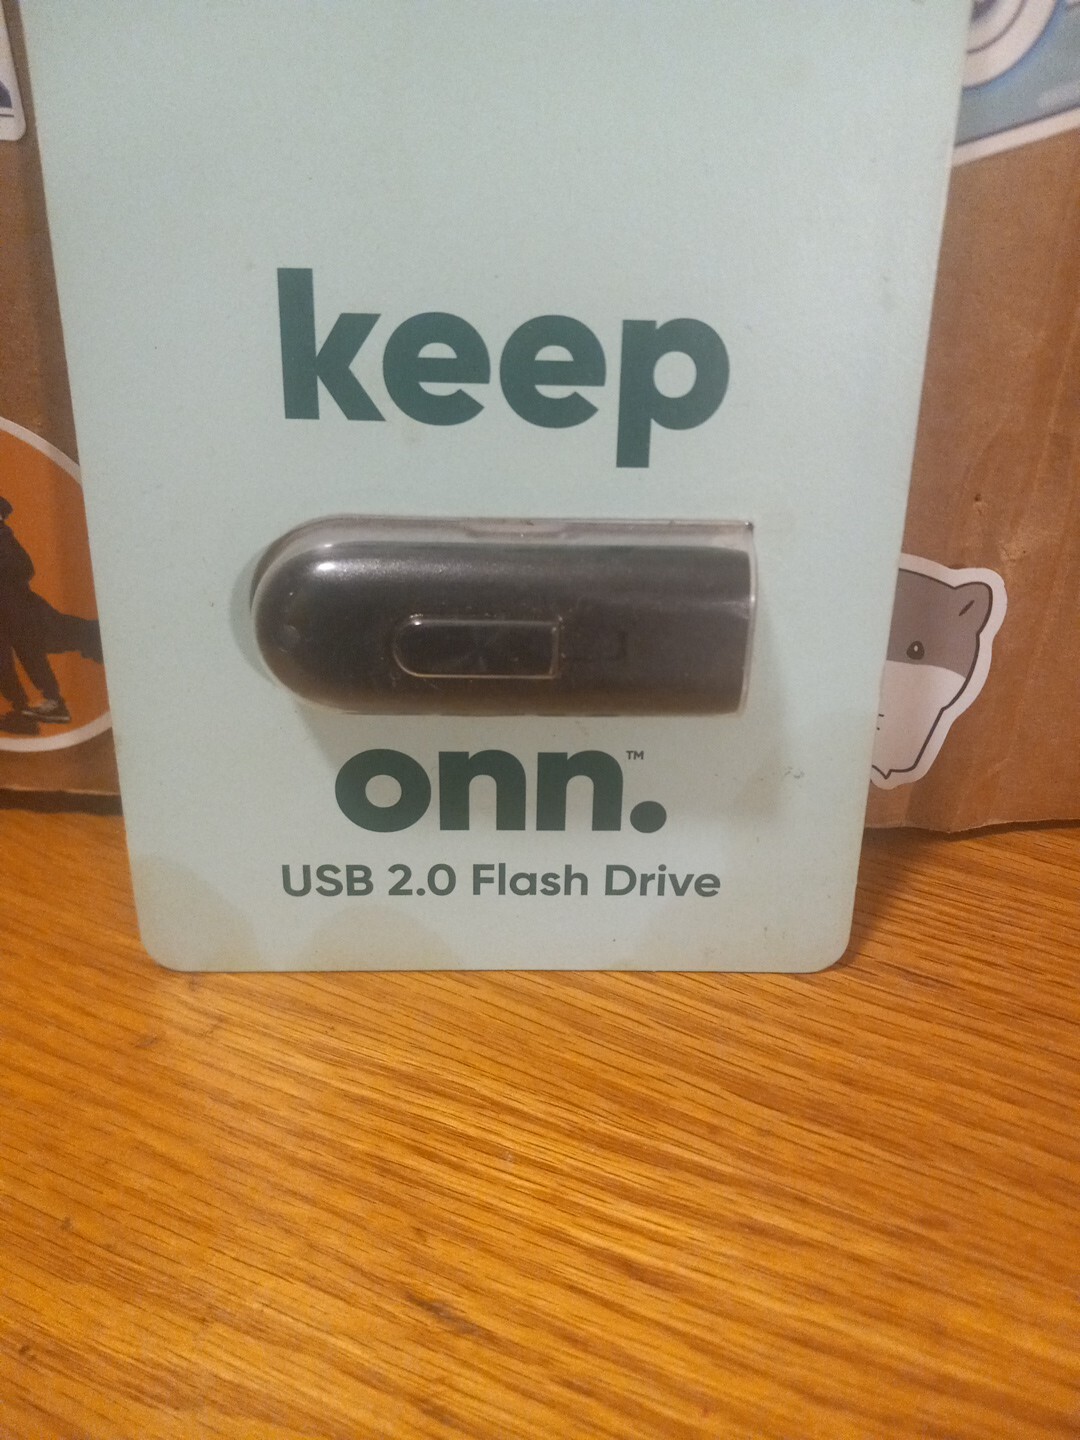 keep
onn.™
USB 2.0 Flash Drive